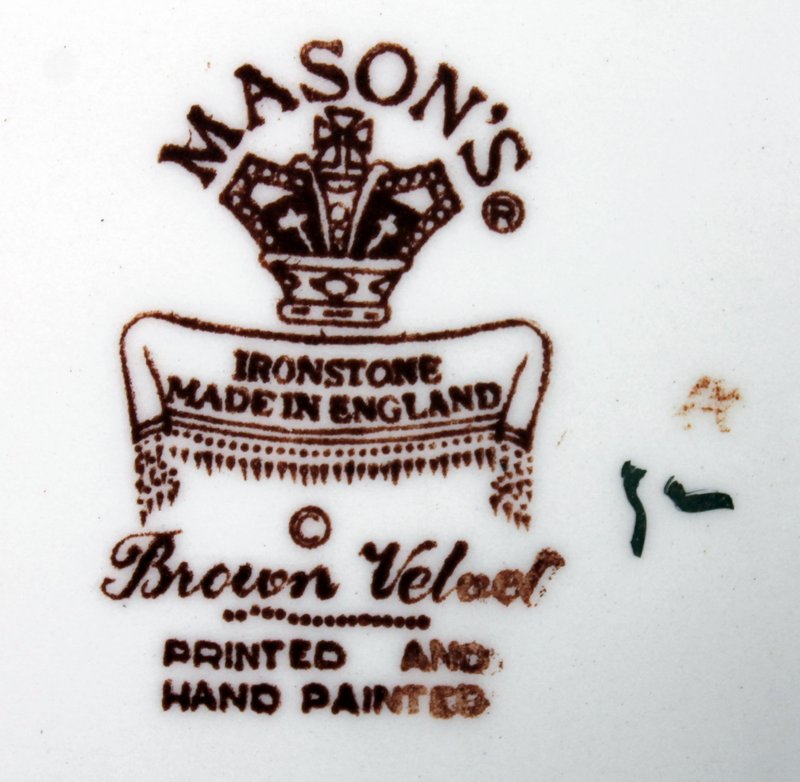 MASON'S ®
IRONSTONE
MADE IN ENGLAND
©
Brown Velvet
PRINTED AND
HAND PAINTED